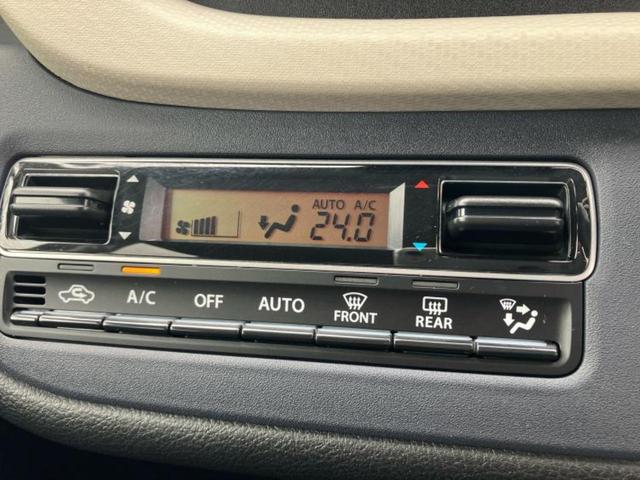 AUTO A/C
24.0
A/C
OFF
AUTO
FRONT
REAR